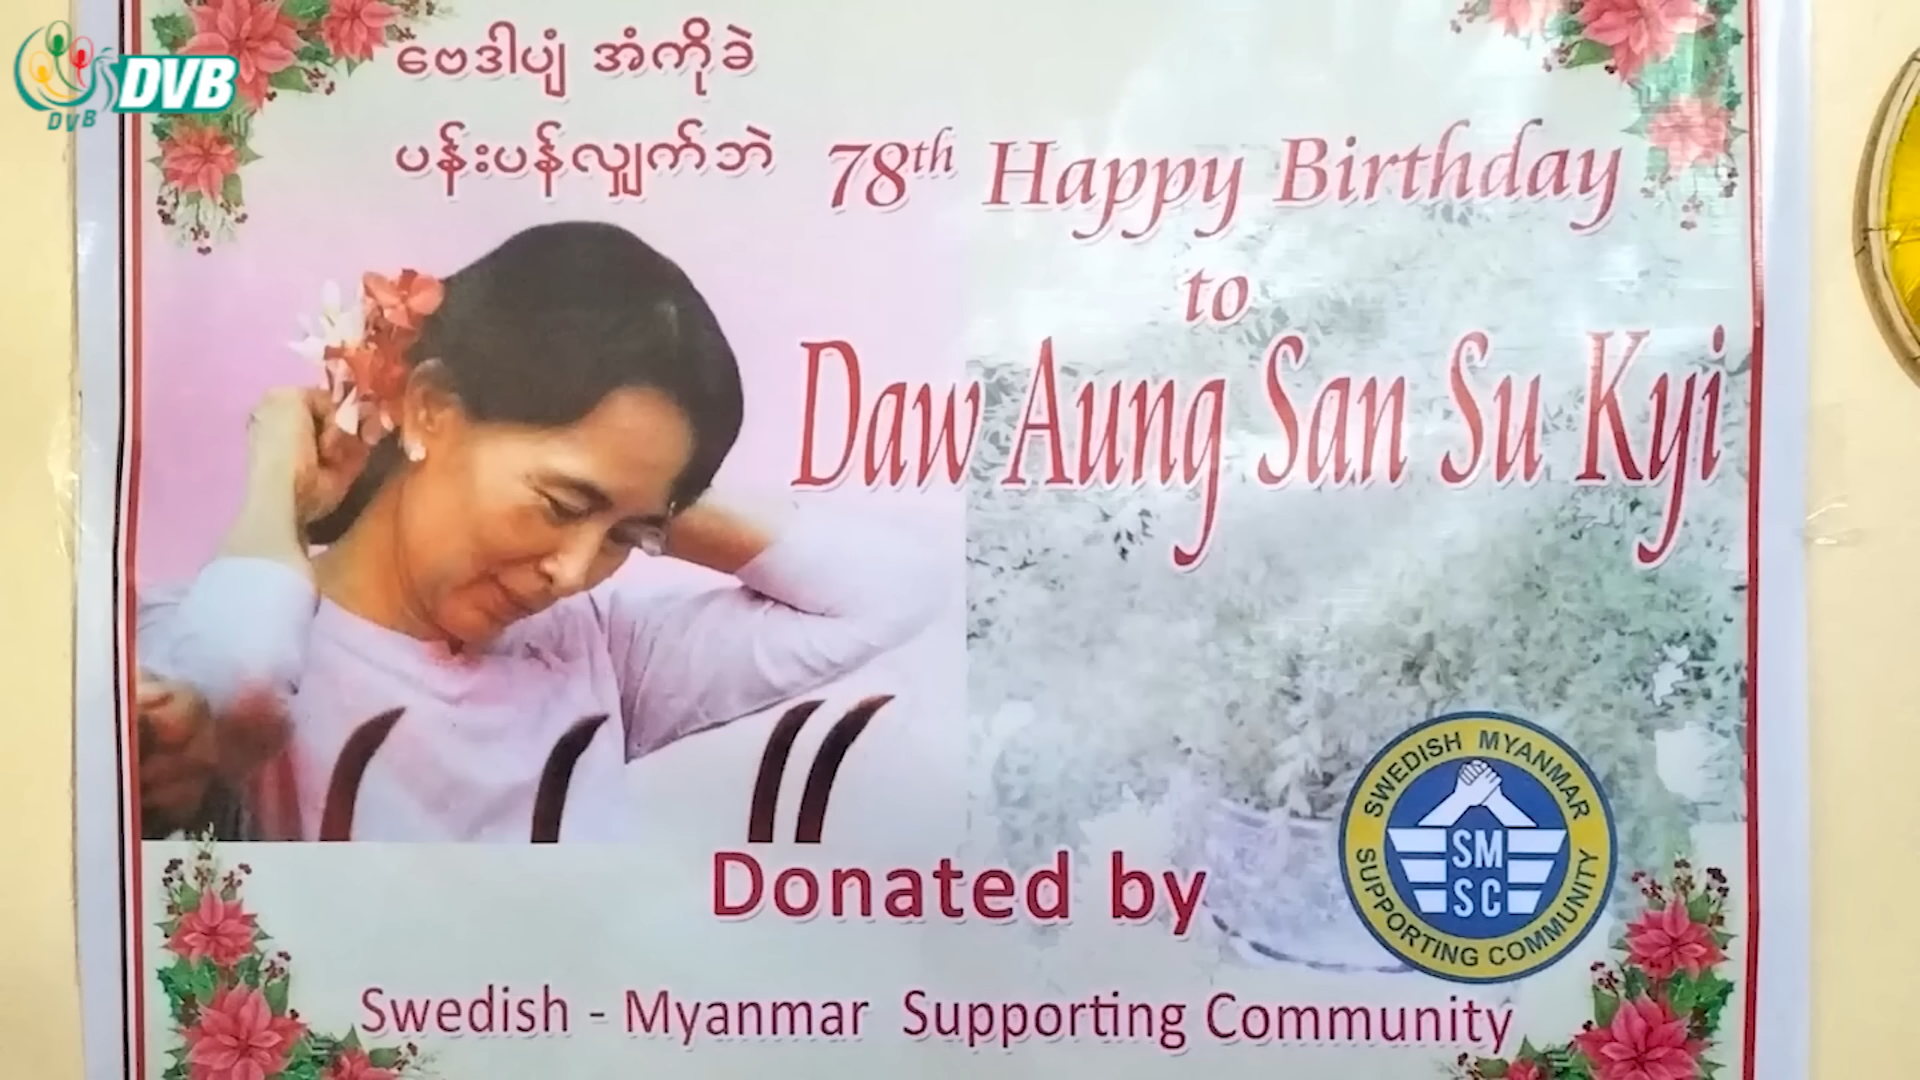 DVB
DVB
ဗေဒါပျံ အံကိုခဲ
ပန်းပန်လျှက်ဘဲ
78th Happy Birthday
to
Daw Aung San Su Kyi
SWEDISH MYANMAR
SM
SC
SUPPORTING COMMUNITY
Donated by
Swedish - Myanmar Supporting Community